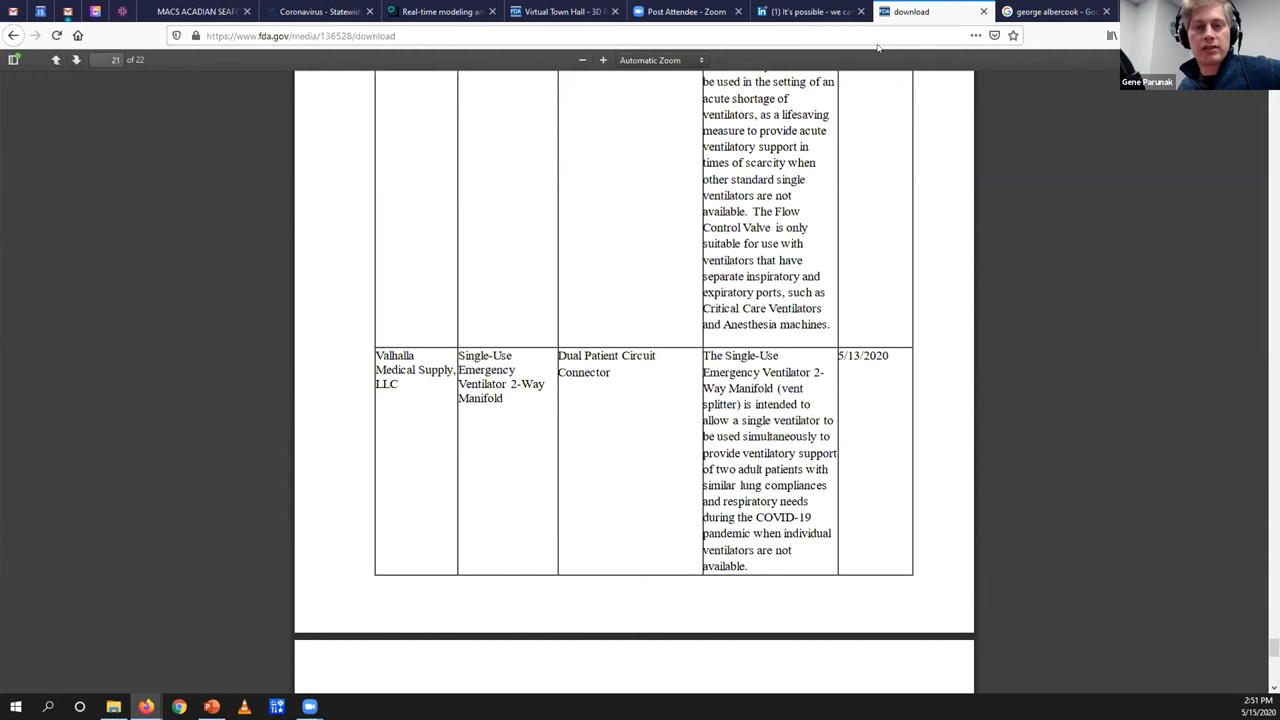 MACS ACADIAN SEAF
Coronavirus - Statewid
Real-time modeling an
Virtual Town Hall - 3D P
Post Attendee - Zoom
(1) It's possible - we ca
download
george albercook - Goo
https://www.fda.gov/media/136528/download
21 of 22
Automatic Zoom
Gene Parunak
be used in the setting of an
acute shortage of
ventilators, as a lifesaving
measure to provide acute
ventilatory support in
times of scarcity when
other standard single
ventilators are not
available. The Flow
Control Valve is only
suitable for use with
ventilators that have
separate inspiratory and
expiratory ports, such as
Critical Care Ventilators
and Anesthesia machines.
Valhalla
Medical Supply,
LLC
Single-Use
Emergency
Ventilator 2-Way
Manifold
Dual Patient Circuit
Connector
The Single-Use
Emergency Ventilator 2-
Way Manifold (vent
splitter) is intended to
allow a single ventilator to
be used simultaneously to
provide ventilatory support
of two adult patients with
similar lung compliances
and respiratory needs
during the COVID-19
pandemic when individual
ventilators are not
available.
5/13/2020
2:51 PM
5/15/2020